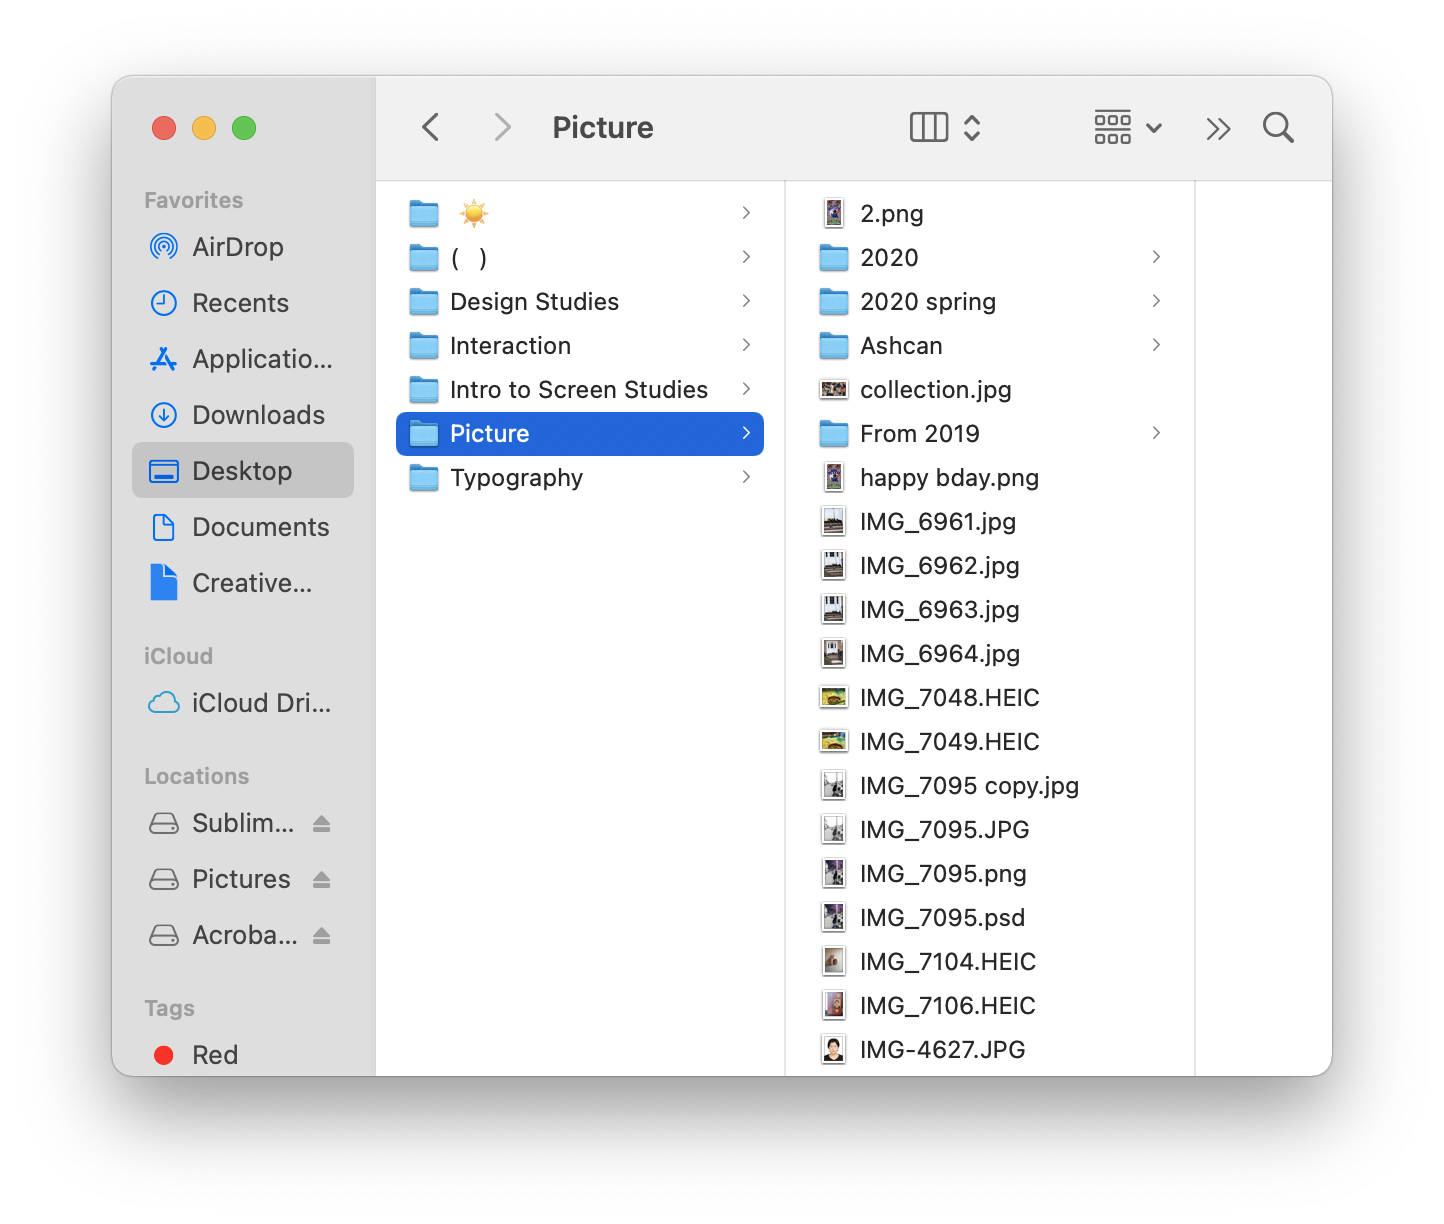 Picture
Favorites
AirDrop
Recents
Applicatio...
Downloads
Desktop
Documents
Creative...
iCloud
iCloud Dri...
Locations
Sublim...
Pictures
Acroba...
Tags
Red
☀️
( )
Design Studies
Interaction
Intro to Screen Studies
Picture
Typography
2.png
2020
2020 spring
Ashcan
collection.jpg
From 2019
happy bday.png
IMG_6961.jpg
IMG_6962.jpg
IMG_6963.jpg
IMG_6964.jpg
IMG_7048.HEIC
IMG_7049.HEIC
IMG_7095 copy.jpg
IMG_7095.JPG
IMG_7095.png
IMG_7095.psd
IMG_7104.HEIC
IMG_7106.HEIC
IMG-4627.JPG